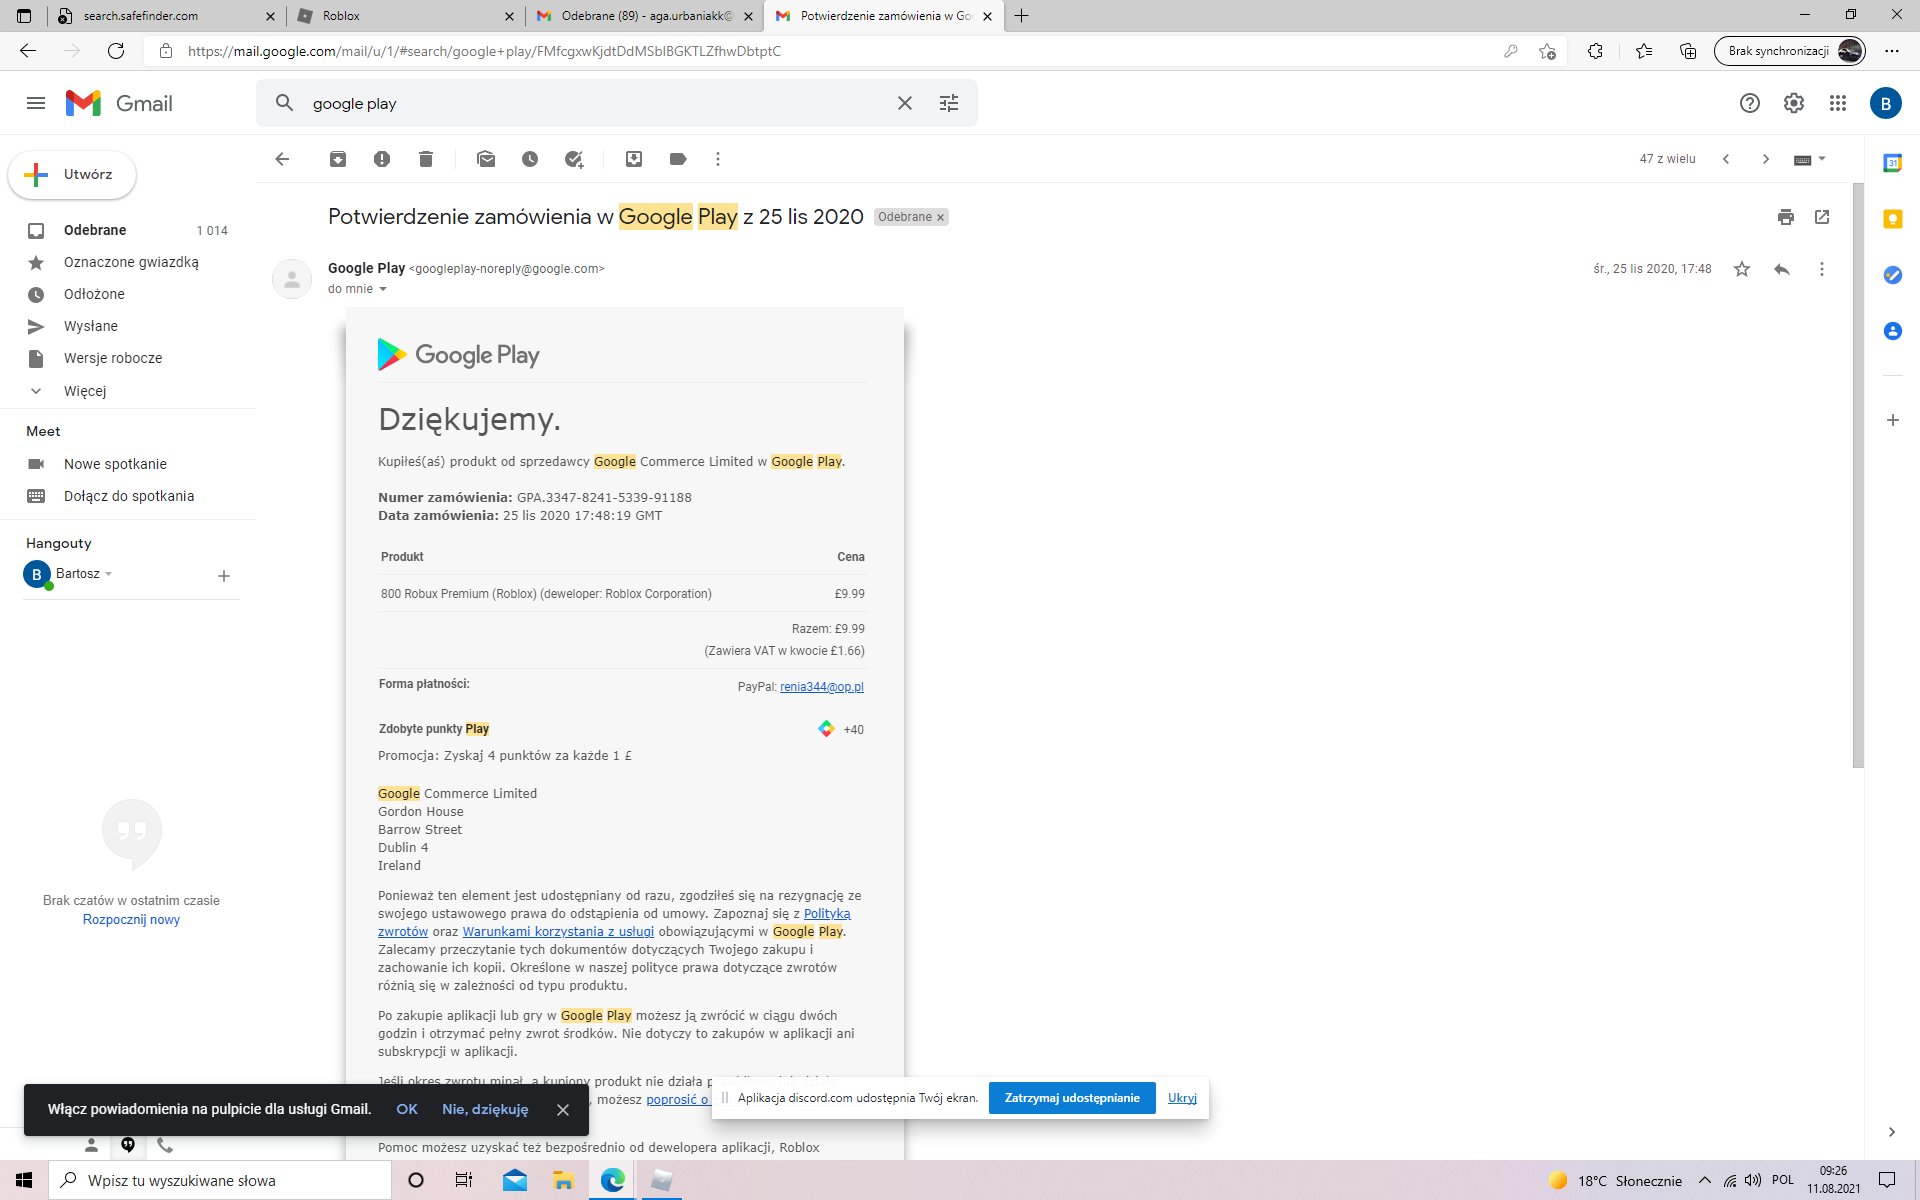 search.safefinder.com
Roblox
Odebrane (89) - aga.urbaniakk@
Potwierdzenie zamówienia w Go
https://mail.google.com/mail/u/1/#search/google+play/FMfcgxwKjdtDdMSblBGKTLZfhwDbtptC
Brak synchronizacji
Gmail
google play
B
Utwórz
47 z wielu
31
Potwierdzenie zamówienia w Google Play z 25 lis 2020
Odebrane
Odebrane 1 014
Oznaczone gwiazdką
Odłożone
Wysłane
Wersje robocze
Więcej
Google Play <googleplay-noreply@google.com>
śr., 25 lis 2020, 17:48
do mnie
Meet
Nowe spotkanie
Dołącz do spotkania
Hangouty
B Bartosz
Brak czatów w ostatnim czasie
Rozpocznij nowy
Google Play
Dziękujemy.
Kupiłeś(aś) produkt od sprzedawcy Google Commerce Limited w Google Play.
Numer zamówienia: GPA.3347-8241-5339-91188
Data zamówienia: 25 lis 2020 17:48:19 GMT
Produkt Cena
800 Robux Premium (Roblox) (deweloper: Roblox Corporation) £9.99
Razem: £9.99
(Zawiera VAT w kwocie £1.66)
Forma płatności: PayPal: renia344@op.pl
Zdobyte punkty Play +40
Promocja: Zyskaj 4 punktów za każde 1 £
Google Commerce Limited
Gordon House
Barrow Street
Dublin 4
Ireland
Ponieważ ten element jest udostępniany od razu, zgodziłeś się na rezygnację ze
swojego ustawowego prawa do odstąpienia od umowy. Zapoznaj się z Polityką
zwrotów oraz Warunkami korzystania z usługi obowiązującymi w Google Play.
Zalecamy przeczytanie tych dokumentów dotyczących Twojego zakupu i
zachowanie ich kopii. Określone w naszej polityce prawa dotyczące zwrotów
różnią się w zależności od typu produktu.
Po zakupie aplikacji lub gry w Google Play możesz ją zwrócić w ciągu dwóch
godzin i otrzymać pełny zwrot środków. Nie dotyczy to zakupów w aplikacji ani
subskrypcji w aplikacji.
Jeśli okres zwrotu minął, a kupiony produkt nie działa
, możesz poprosić o
Pomoc możesz uzyskać też bezpośrednio od dewelopera aplikacji, Roblox
Włącz powiadomienia na pulpicie dla usługi Gmail. OK Nie, dziękuję
Aplikacja discord.com udostępnia Twój ekran. Zatrzymaj udostępnianie Ukryj
Wpisz tu wyszukiwane słowa
18°C Słonecznie
POL
09:26
11.08.2021